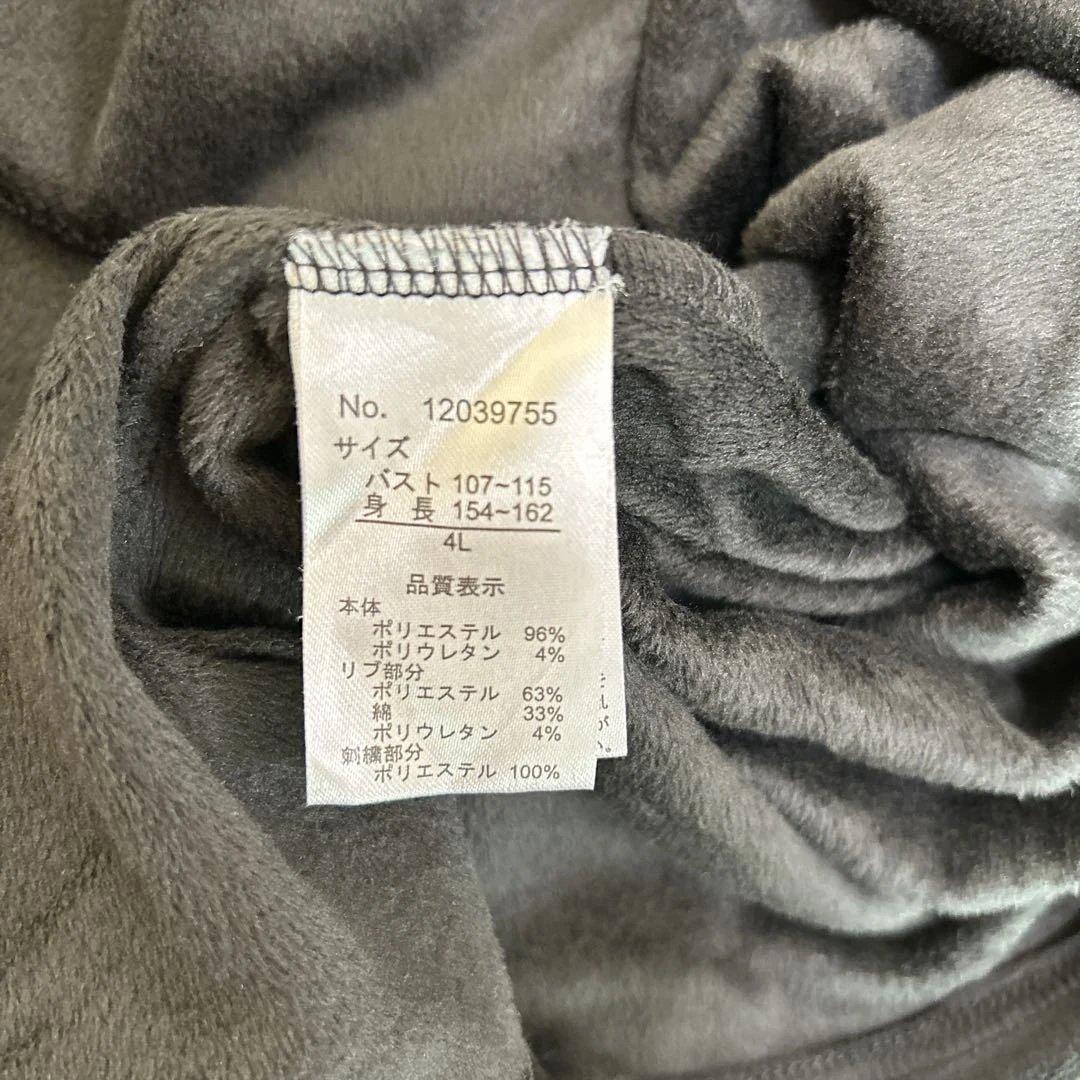 No. 12039755
サイズ
バスト 107~115
身 長 154~162
4L
品質表示
本体
ポリエステル 96%
ポリウレタン 4%
リブ部分
ポリエステル 63%
綿 33%
ポリウレタン 4%
刺繍部分
ポリエステル 100%